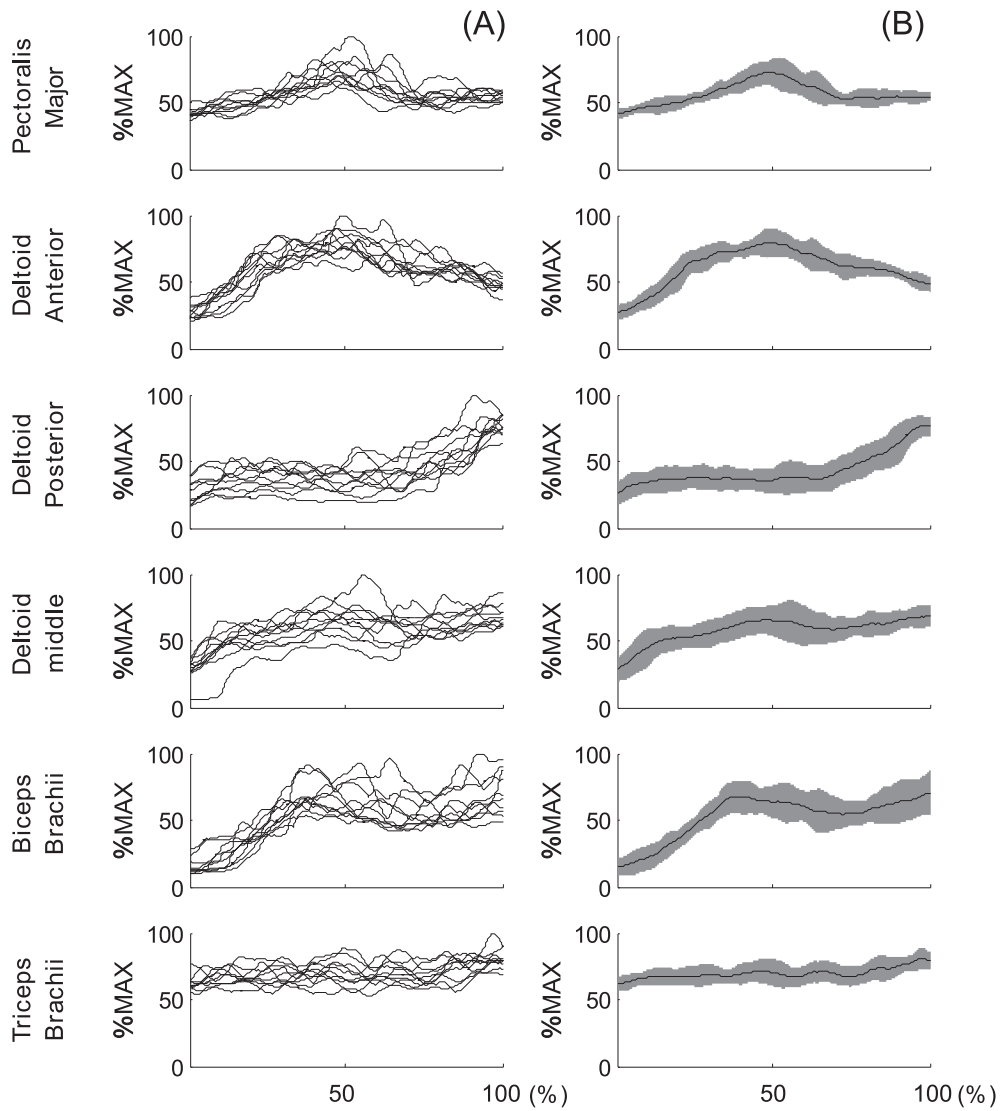 (A) (B)
Pectoralis
Major
%MAX
100
50
0
%MAX
100
50
0
Deltoid
Anterior
%MAX
100
50
0
%MAX
100
50
0
Deltoid
Posterior
%MAX
100
50
0
%MAX
100
50
0
Deltoid
middle
%MAX
100
50
0
%MAX
100
50
0
Biceps
Brachii
%MAX
100
50
0
%MAX
100
50
0
Triceps
Brachii
%MAX
100
50
0
%MAX
100
50
0
50 100 (%) 50 100 (%)